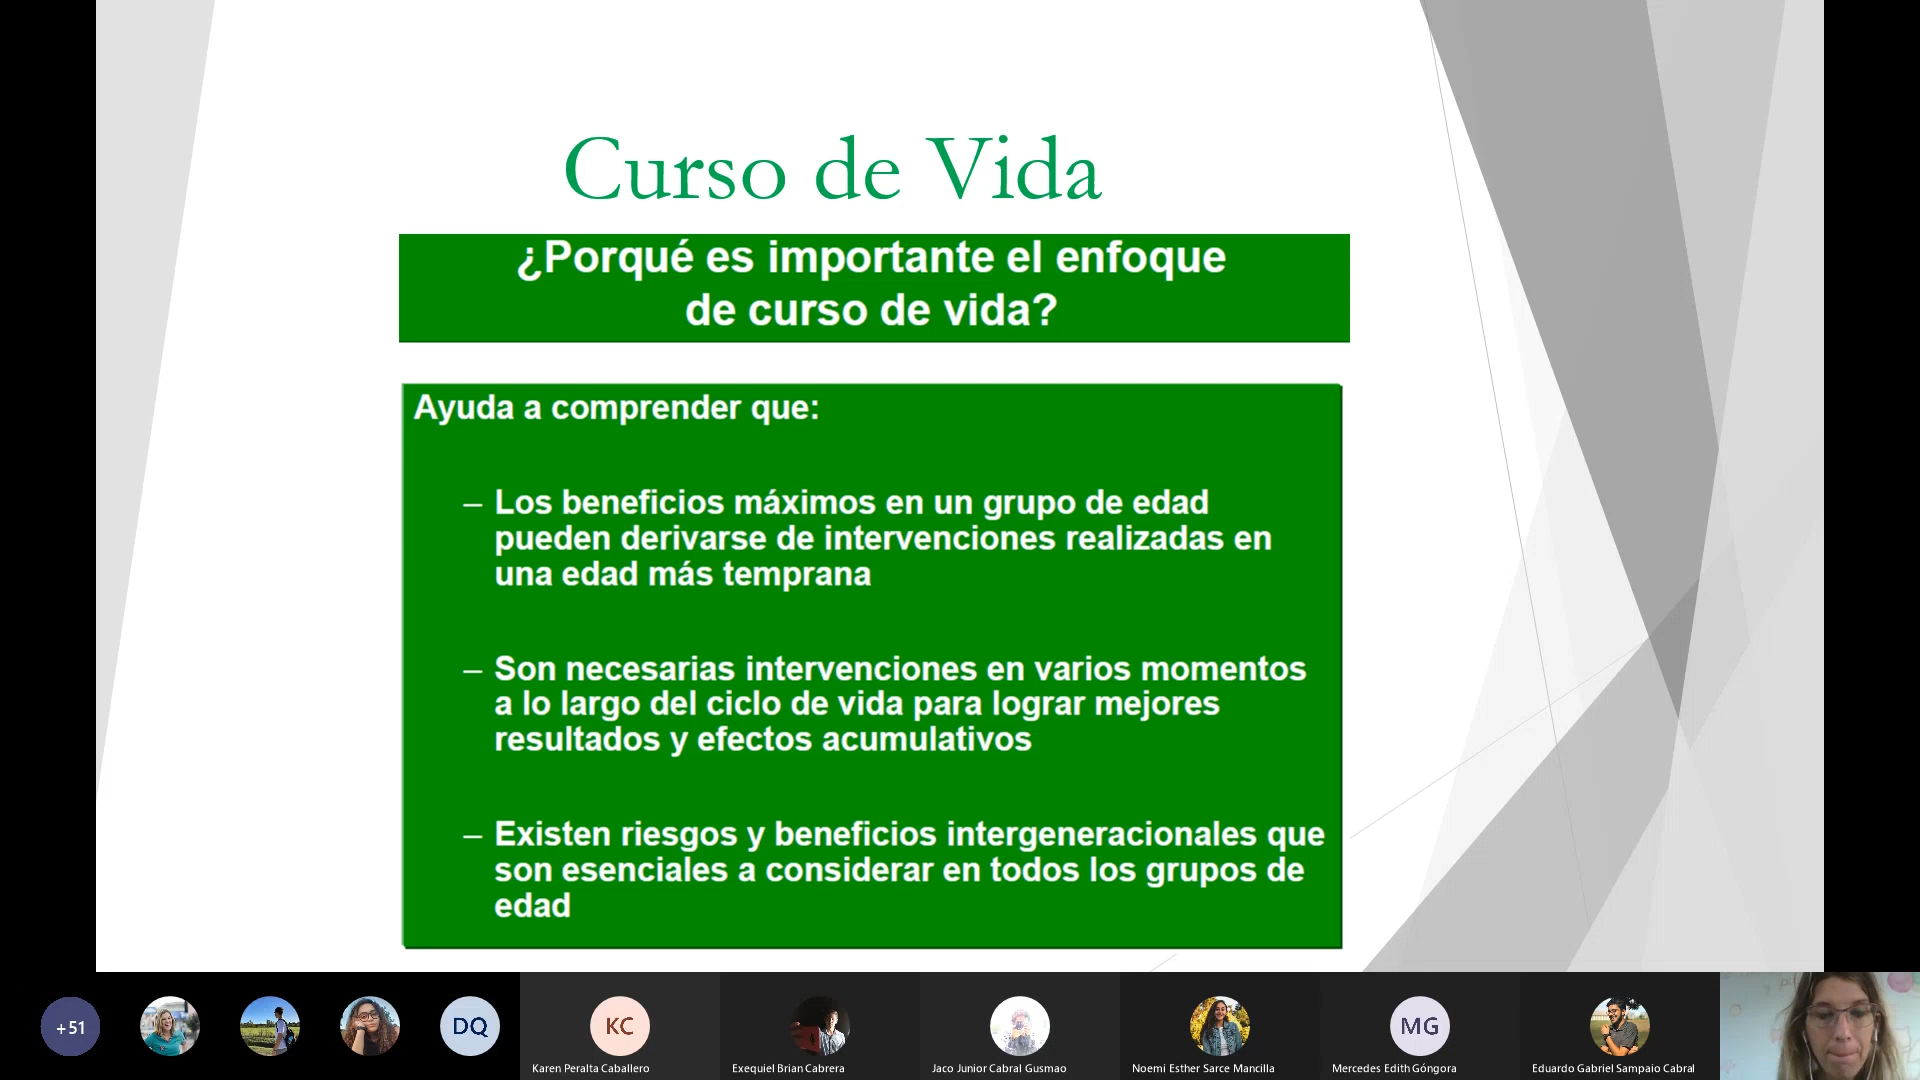 Curso de Vida
¿Porqué es importante el enfoque
de curso de vida?
Ayuda a comprender que:
– Los beneficios máximos en un grupo de edad
pueden derivarse de intervenciones realizadas en
una edad más temprana
– Son necesarias intervenciones en varios momentos
a lo largo del ciclo de vida para lograr mejores
resultados y efectos acumulativos
– Existen riesgos y beneficios intergeneracionales que
son esenciales a considerar en todos los grupos de
edad
+51
DQ
KC
MG
Karen Peralta Caballero
Exequiel Brian Cabrera
Jaco Junior Cabral Gusmao
Noemi Esther Sarce Mancilla
Mercedes Edith Góngora
Eduardo Gabriel Sampaio Cabral